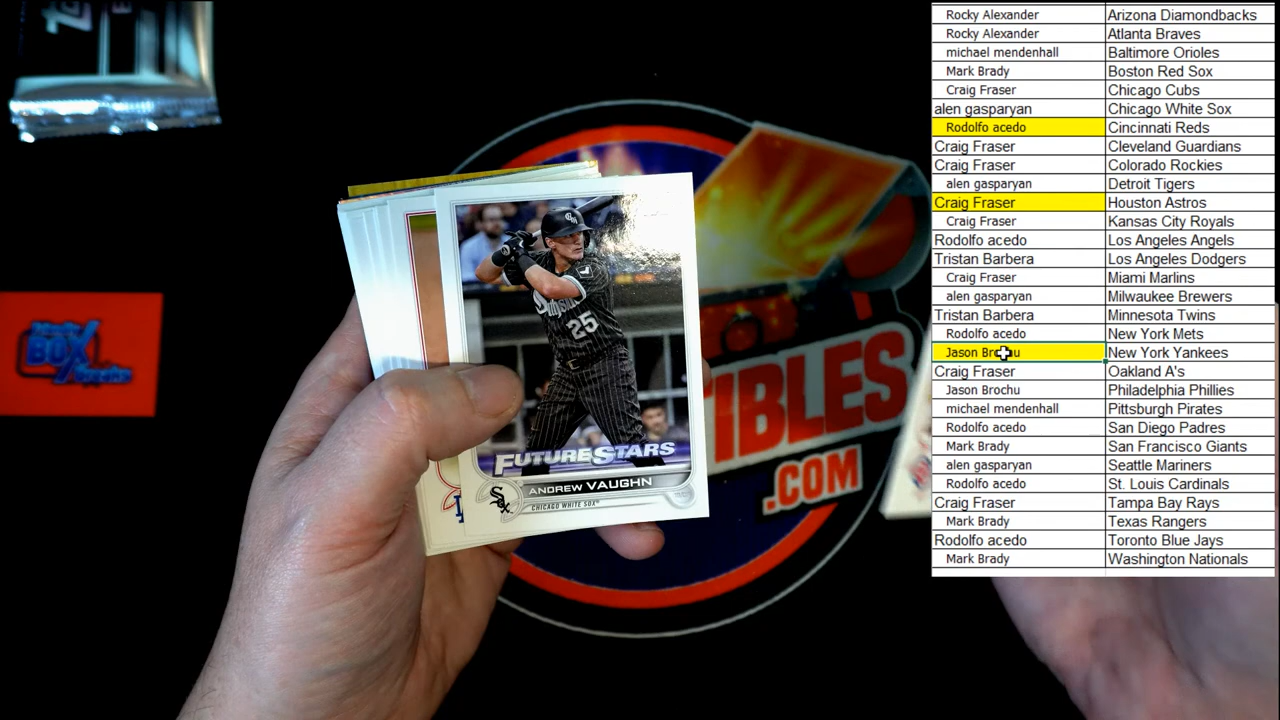 Rocky Alexander Arizona Diamondbacks
Rocky Alexander Atlanta Braves
michael mendenhall Baltimore Orioles
Mark Brady Boston Red Sox
Craig Fraser Chicago Cubs
alen gasparyan Chicago White Sox
Rodolfo acedo Cincinnati Reds
Craig Fraser Cleveland Guardians
Craig Fraser Colorado Rockies
alen gasparyan Detroit Tigers
Craig Fraser Houston Astros
Craig Fraser Kansas City Royals
Rodolfo acedo Los Angeles Angels
Tristan Barbera Los Angeles Dodgers
Craig Fraser Miami Marlins
alen gasparyan Milwaukee Brewers
Tristan Barbera Minnesota Twins
Rodolfo acedo New York Mets
Jason Brochu New York Yankees
Craig Fraser Oakland A's
Jason Brochu Philadelphia Phillies
michael mendenhall Pittsburgh Pirates
Rodolfo acedo San Diego Padres
Mark Brady San Francisco Giants
alen gasparyan Seattle Mariners
Rodolfo acedo St. Louis Cardinals
Craig Fraser Tampa Bay Rays
Mark Brady Texas Rangers
Rodolfo acedo Toronto Blue Jays
Mark Brady Washington Nationals
25
FUTURE STARS
ANDREW VAUGHN
CHICAGO WHITE SOX
TIBLES
.COM
BOX